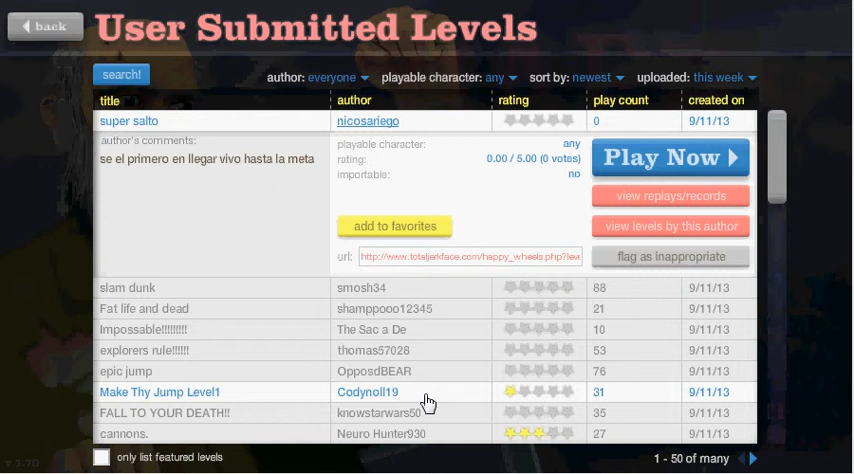 back
User Submitted Levels
search!
author: everyone playable character: any sort by: newest uploaded: this week
title author rating play count created on
super salto nicosariego 0 9/11/13
author's comments:
se el primero en llegar vivo hasta la meta
playable character: any
rating: 0.00 / 5.00 (0 votes)
importable: no
Play Now
view replays/records
add to favorites
view levels by this author
url: http://www.totaljerkface.com/happy_wheels.php?leve
flag as inappropriate
slam dunk smosh34 88 9/11/13
Fat life and dead shamppooo12345 21 9/11/13
Impossable!!!!!!!!! The Sac a De 10 9/11/13
explorers rule!!!!!! thomas57028 53 9/11/13
epic jump OpposdBEAR 76 9/11/13
Make Thy Jump Level1 Codynoll19 31 9/11/13
FALL TO YOUR DEATH!! knowstarwars50 35 9/11/13
cannons. Neuro Hunter930 27 9/11/13
v 1.70
only list featured levels
1 - 50 of many